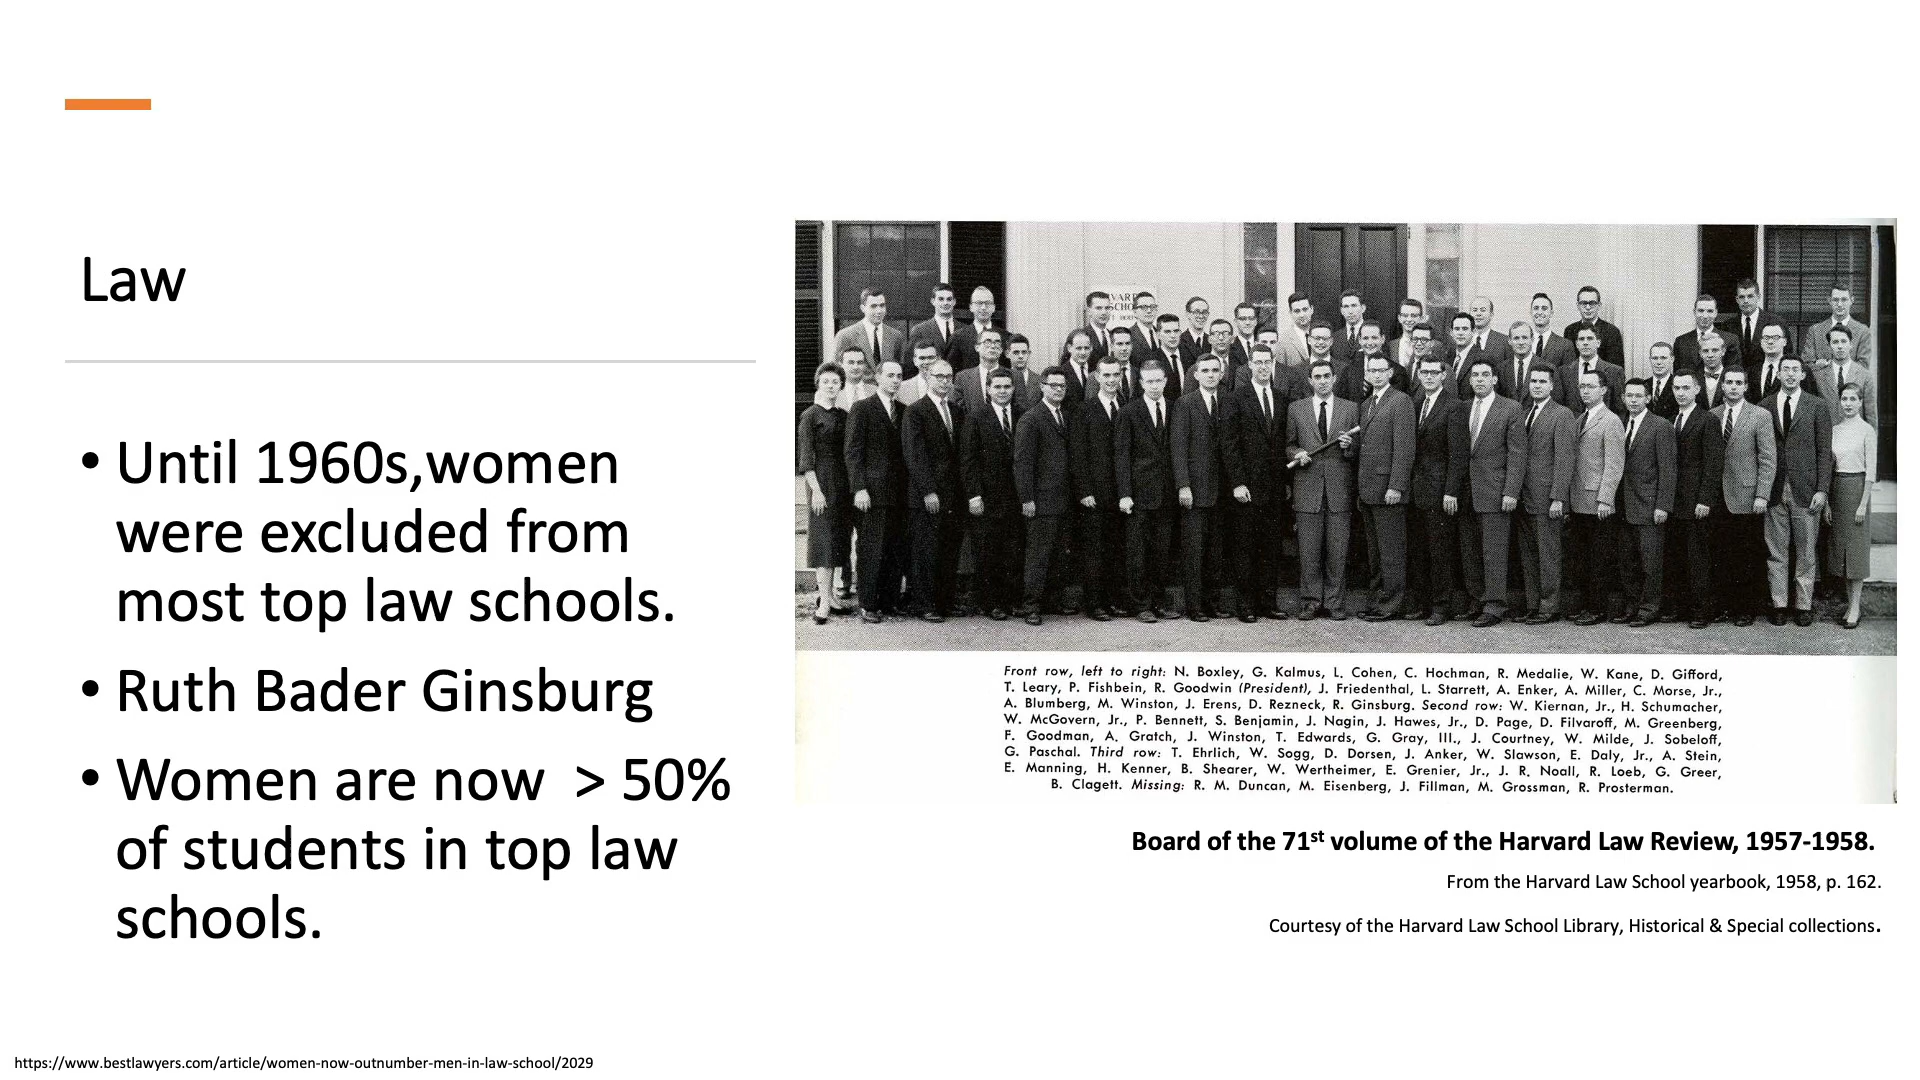 Law
• Until 1960s,women
were excluded from
most top law schools.
• Ruth Bader Ginsburg
• Women are now  > 50%
of students in top law
schools.
VAR
SCHO
Front row, left to right: N. Boxley, G. Kalmus, L. Cohen, C. Hochman, R. Medalie, W. Kane, D. Gifford,
T. Leary, P. Fishbein, R. Goodwin (President), J. Friedenthal, L. Starrett, A. Enker, A. Miller, C. Morse, Jr.,
A. Blumberg, M. Winston, J. Erens, D. Rezneck, R. Ginsburg. Second row: W. Kiernan, Jr., H. Schumacher,
W. McGovern, Jr., P. Bennett, S. Benjamin, J. Nagin, J. Hawes, Jr., D. Page, D. Filvaroff, M. Greenberg,
F. Goodman, A. Gratch, J. Winston, T. Edwards, G. Gray, III., J. Courtney, W. Milde, J. Sobeloff,
G. Paschal. Third row: T. Ehrlich, W. Sogg, D. Dorsen, J. Anker, W. Slawson, E. Daly, Jr., A. Stein,
E. Manning, H. Kenner, B. Shearer, W. Wertheimer, E. Grenier, Jr., J. R. Noall, R. Loeb, G. Greer,
B. Clagett. Missing: R. M. Duncan, M. Eisenberg, J. Fillman, M. Grossman, R. Prosterman.
Board of the 71st volume of the Harvard Law Review, 1957-1958.
From the Harvard Law School yearbook, 1958, p. 162.
Courtesy of the Harvard Law School Library, Historical & Special collections.
https://www.bestlawyers.com/article/women-now-outnumber-men-in-law-school/2029